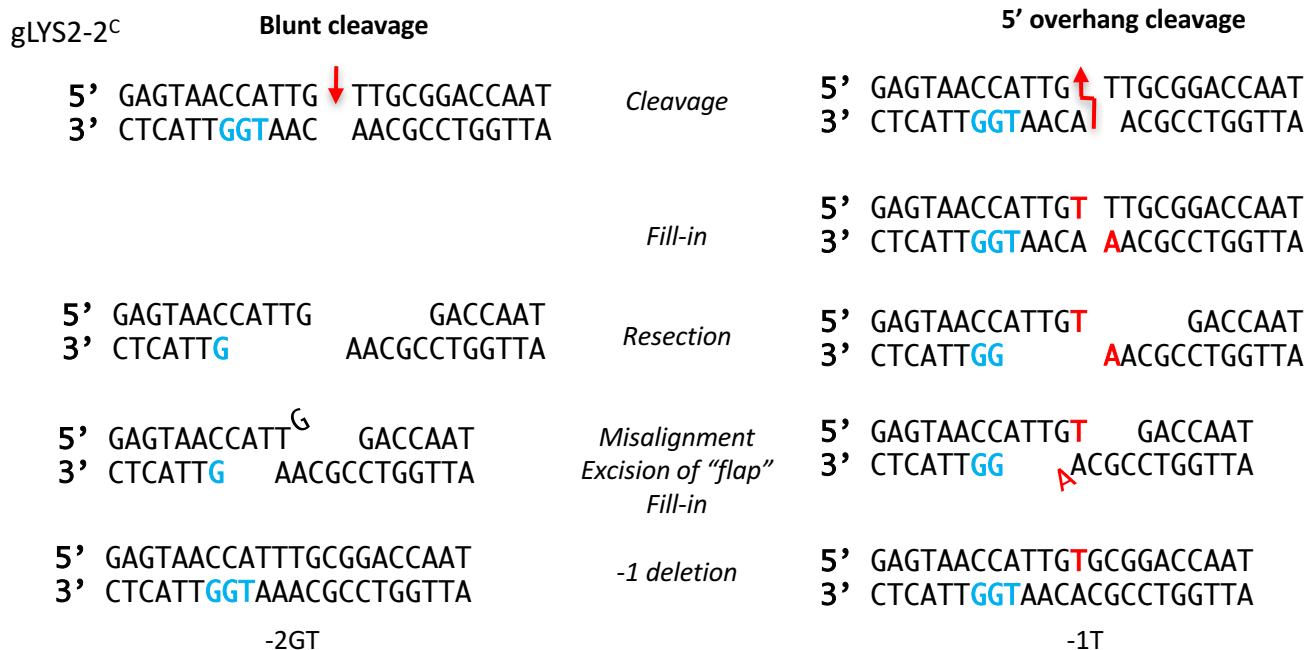 gLYS2-2C
Blunt cleavage
5’ overhang cleavage
5’ GAGTAACCATTG TTGCGGACCAAT
3’ CTCATTGGTAAC AACGCCTGGTTA
Cleavage
5’ GAGTAACCATTG TTGCGGACCAAT
3’ CTCATTGGTAACA ACGCCTGGTTA
Fill-in
5’ GAGTAACCATTGT TTGCGGACCAAT
3’ CTCATTGGTAACA AACGCCTGGTTA
5’ GAGTAACCATTG GACCAAT
3’ CTCATTG AACGCCTGGTTA
Resection
5’ GAGTAACCATTGT GACCAAT
3’ CTCATTGG AACGCCTGGTTA
5’ GAGTAACCATTG GACCAAT
3’ CTCATTG AACGCCTGGTTA
Misalignment
Excision of “flap”
Fill-in
5’ GAGTAACCATTGT GACCAAT
3’ CTCATTGG AACGCCTGGTTA
5’ GAGTAACCATTTGCGGACCAAT
3’ CTCATTGGTAAACGCCTGGTTA
-1 deletion
5’ GAGTAACCATTGTGCGGACCAAT
3’ CTCATTGGTAACACGCCTGGTTA
-2GT
-1T